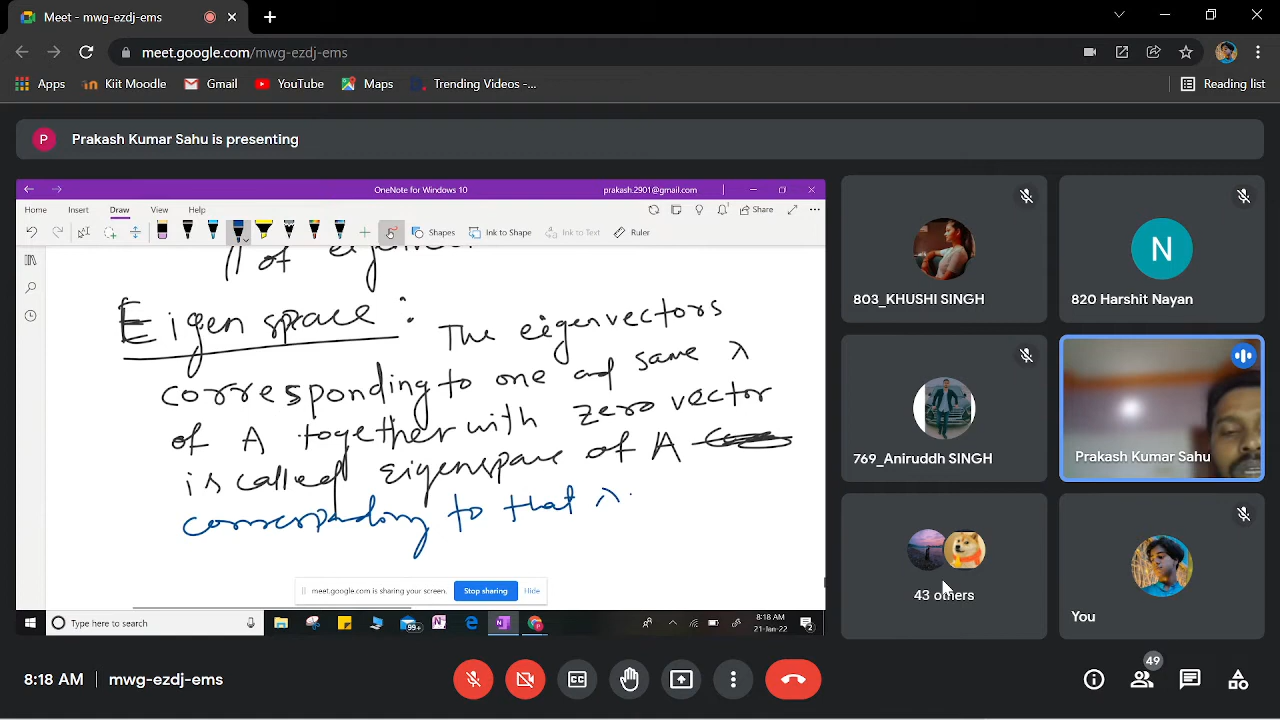 Meet - mwg-ezdj-ems
meet.google.com/mwg-ezdj-ems
Apps Kiit Moodle Gmail YouTube Maps Trending Videos -... Reading list
P Prakash Kumar Sahu is presenting
OneNote for Windows 10 prakash.2901@gmail.com
Home Insert Draw View Help Share
Shapes Ink to Shape Ink to Text Ruler
of
Eigen space : The eigenvectors
corresponding to one and same λ
of A together with zero vector
is called eigenspace of A
corresponding to that λ.
meet.google.com is sharing your screen. Stop sharing Hide
Type here to search 99+ 8:18 AM
21-Jan-22 2
803_KHUSHI SINGH
N
820 Harshit Nayan
769_Aniruddh SINGH
Prakash Kumar Sahu
43 others
You
8:18 AM mwg-ezdj-ems 49